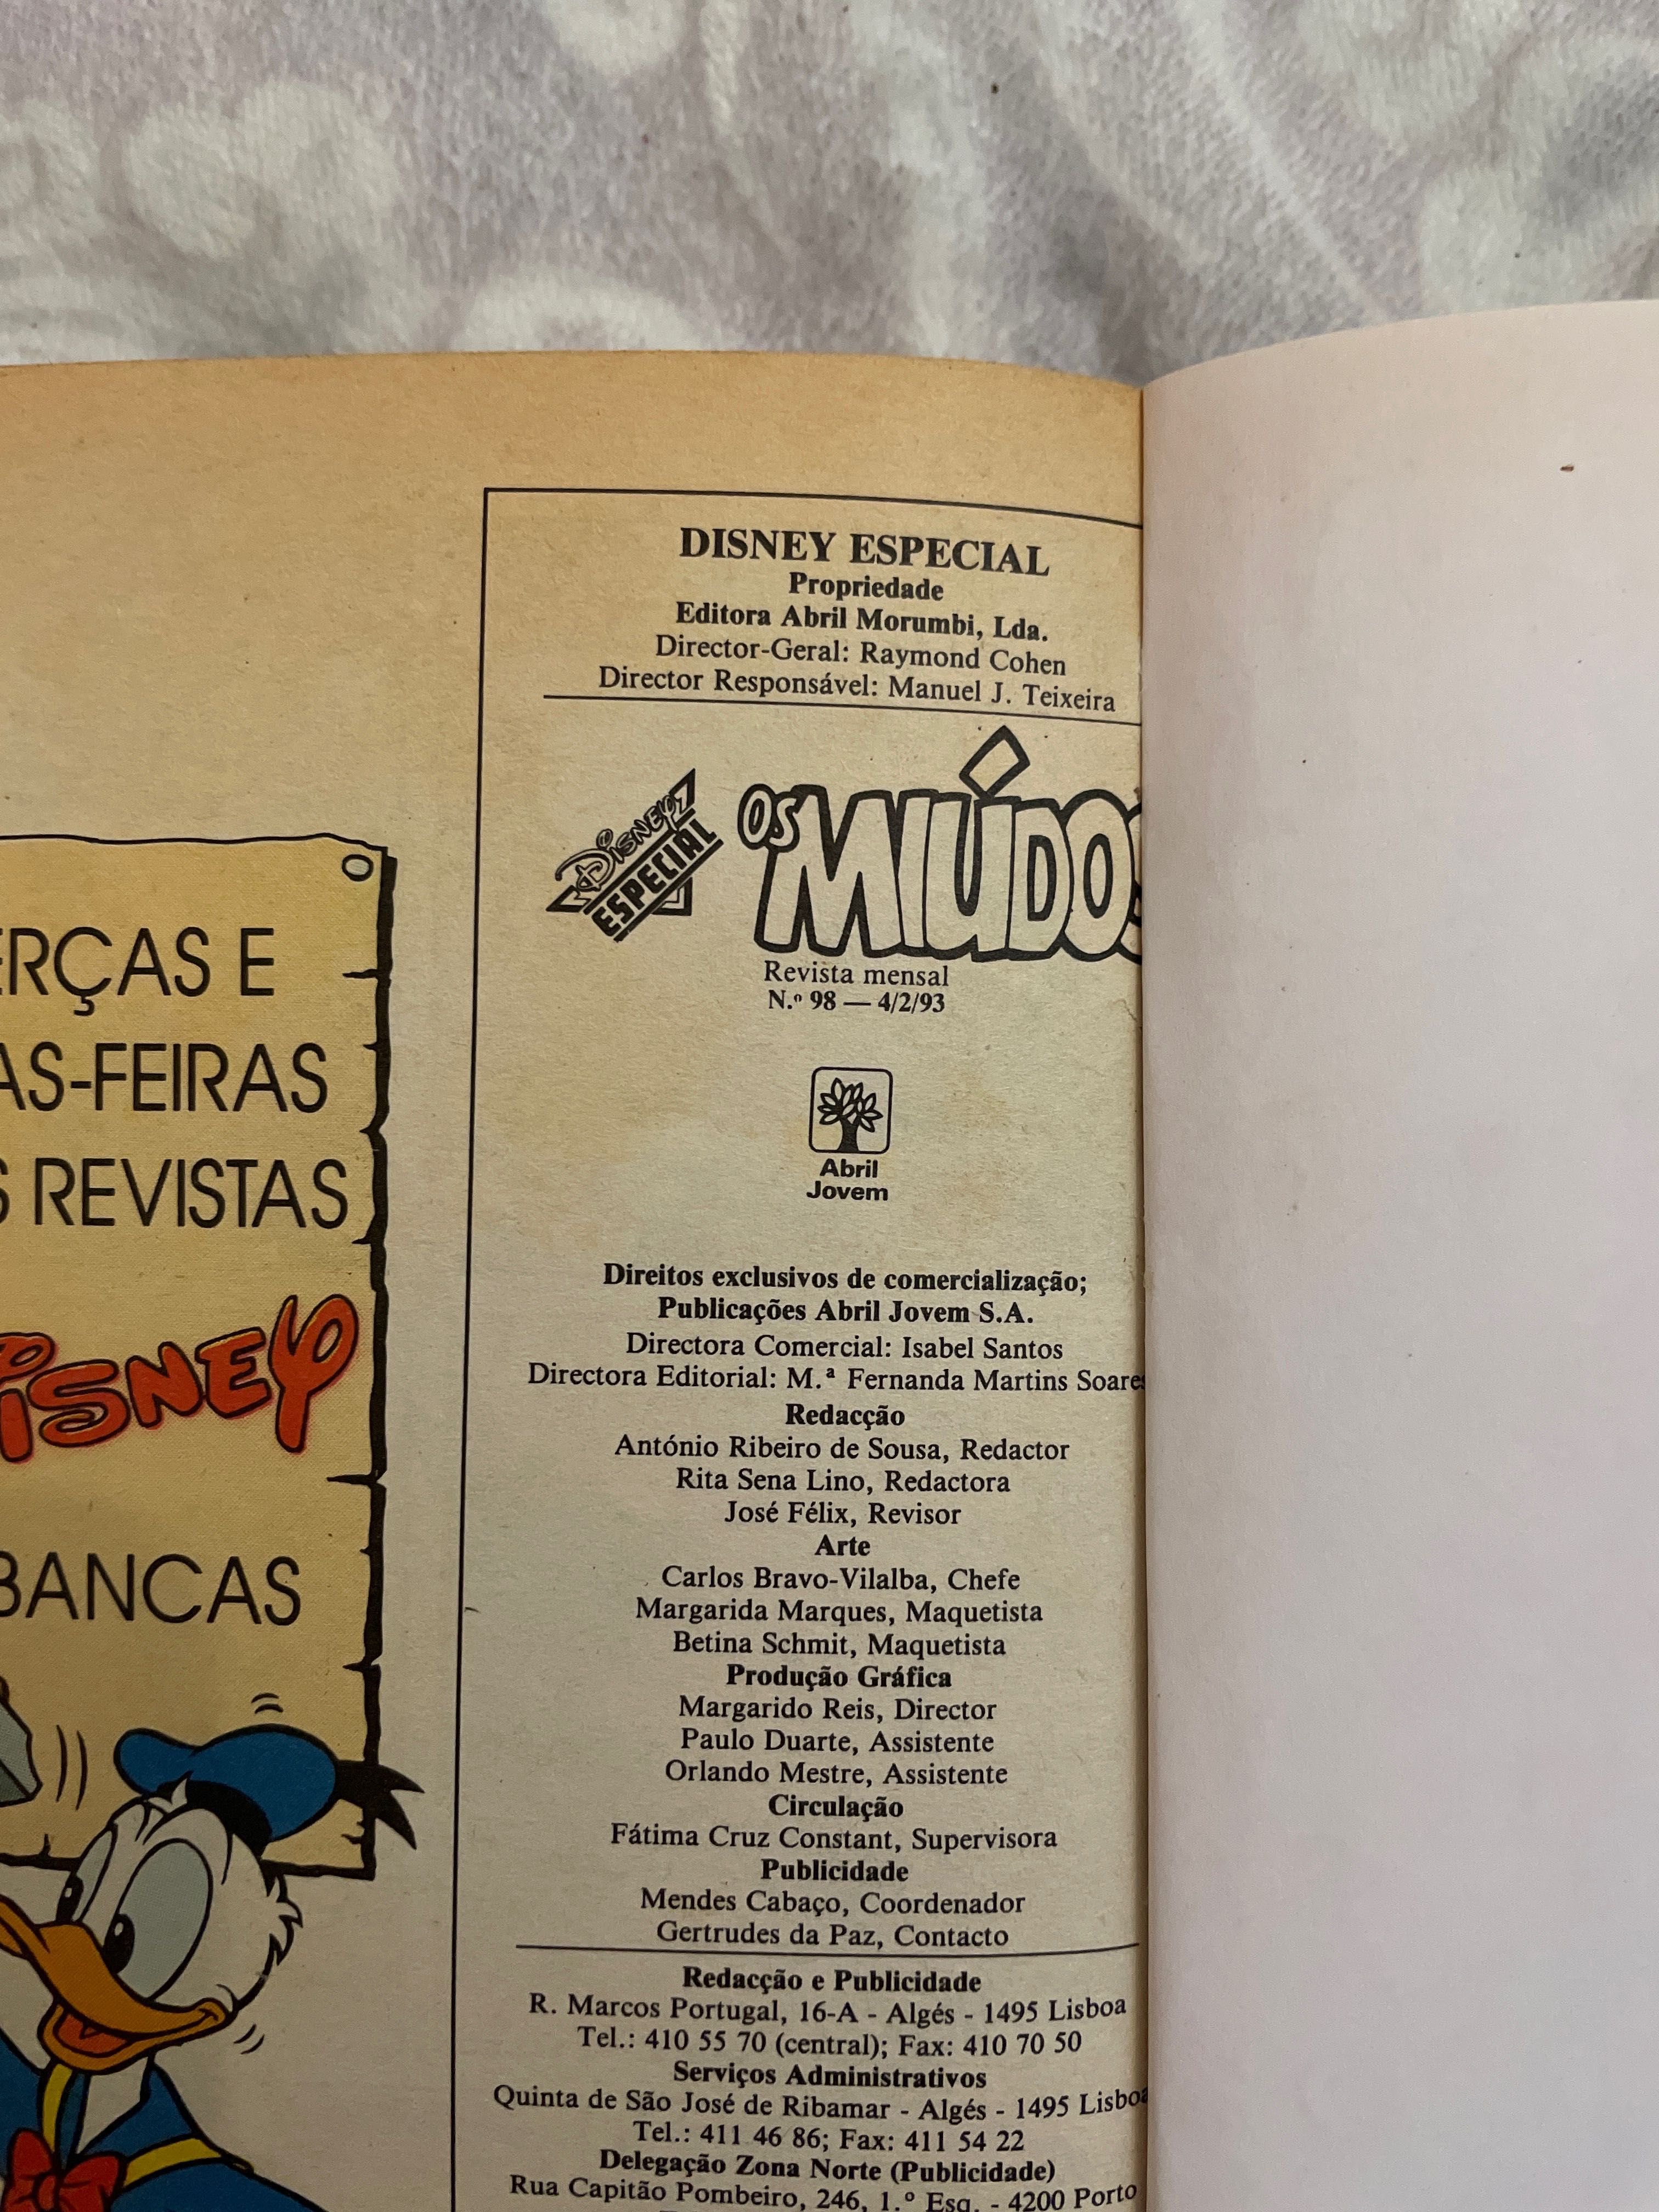 E
AS-FEIRAS
REVISTAS
DISNEY
BANCAS
DISNEY ESPECIAL
Propriedade
Editora Abril Morumbi, Lda.
Director-Geral: Raymond Cohen
Director Responsável: Manuel J. Teixeira
DISNEY
ESPECIAL
OS
MIÚDOS
Revista mensal
N.º 98 — 4/2/93
Abril
Jovem
Direitos exclusivos de comercialização;
Publicações Abril Jovem S.A.
Directora Comercial: Isabel Santos
Directora Editorial: M.ª Fernanda Martins Soares
Redacção
António Ribeiro de Sousa, Redactor
Rita Sena Lino, Redactora
José Félix, Revisor
Arte
Carlos Bravo-Vilalba, Chefe
Margarida Marques, Maquetista
Betina Schmit, Maquetista
Produção Gráfica
Margarido Reis, Director
Paulo Duarte, Assistente
Orlando Mestre, Assistente
Circulação
Fátima Cruz Constant, Supervisora
Publicidade
Mendes Cabaço, Coordenador
Gertrudes da Paz, Contacto
Redacção e Publicidade
R. Marcos Portugal, 16-A - Algés - 1495 Lisboa
Tel.: 410 55 70 (central); Fax: 410 70 50
Serviços Administrativos
Quinta de São José de Ribamar - Algés - 1495 Lisboa
Tel.: 411 46 86; Fax: 411 54 22
Delegação Zona Norte (Publicidade)
Rua Capitão Pombeiro, 246, 1.º Esq. - 4200 Porto